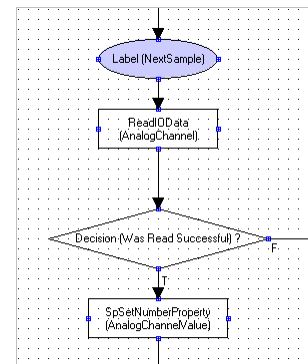 Label (NextSample)
ReadIOData
(AnalogChannel)
Decision (Was Read Successful) ?
F
T
SpSetNumberProperty
(AnalogChannelValue)